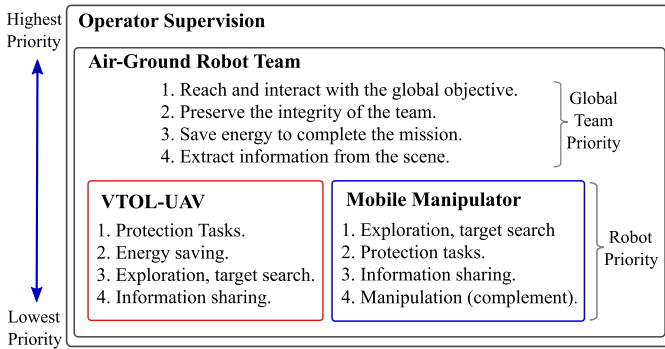 Highest
Priority
Operator Supervision
Air-Ground Robot Team
1. Reach and interact with the global objective.
2. Preserve the integrity of the team.
3. Save energy to complete the mission.
4. Extract information from the scene.
Global
Team
Priority
VTOL-UAV
1. Protection Tasks.
2. Energy saving.
3. Exploration, target search.
4. Information sharing.
Mobile Manipulator
1. Exploration, target search
2. Protection tasks.
3. Information sharing.
4. Manipulation (complement).
Robot
Priority
Lowest
Priority